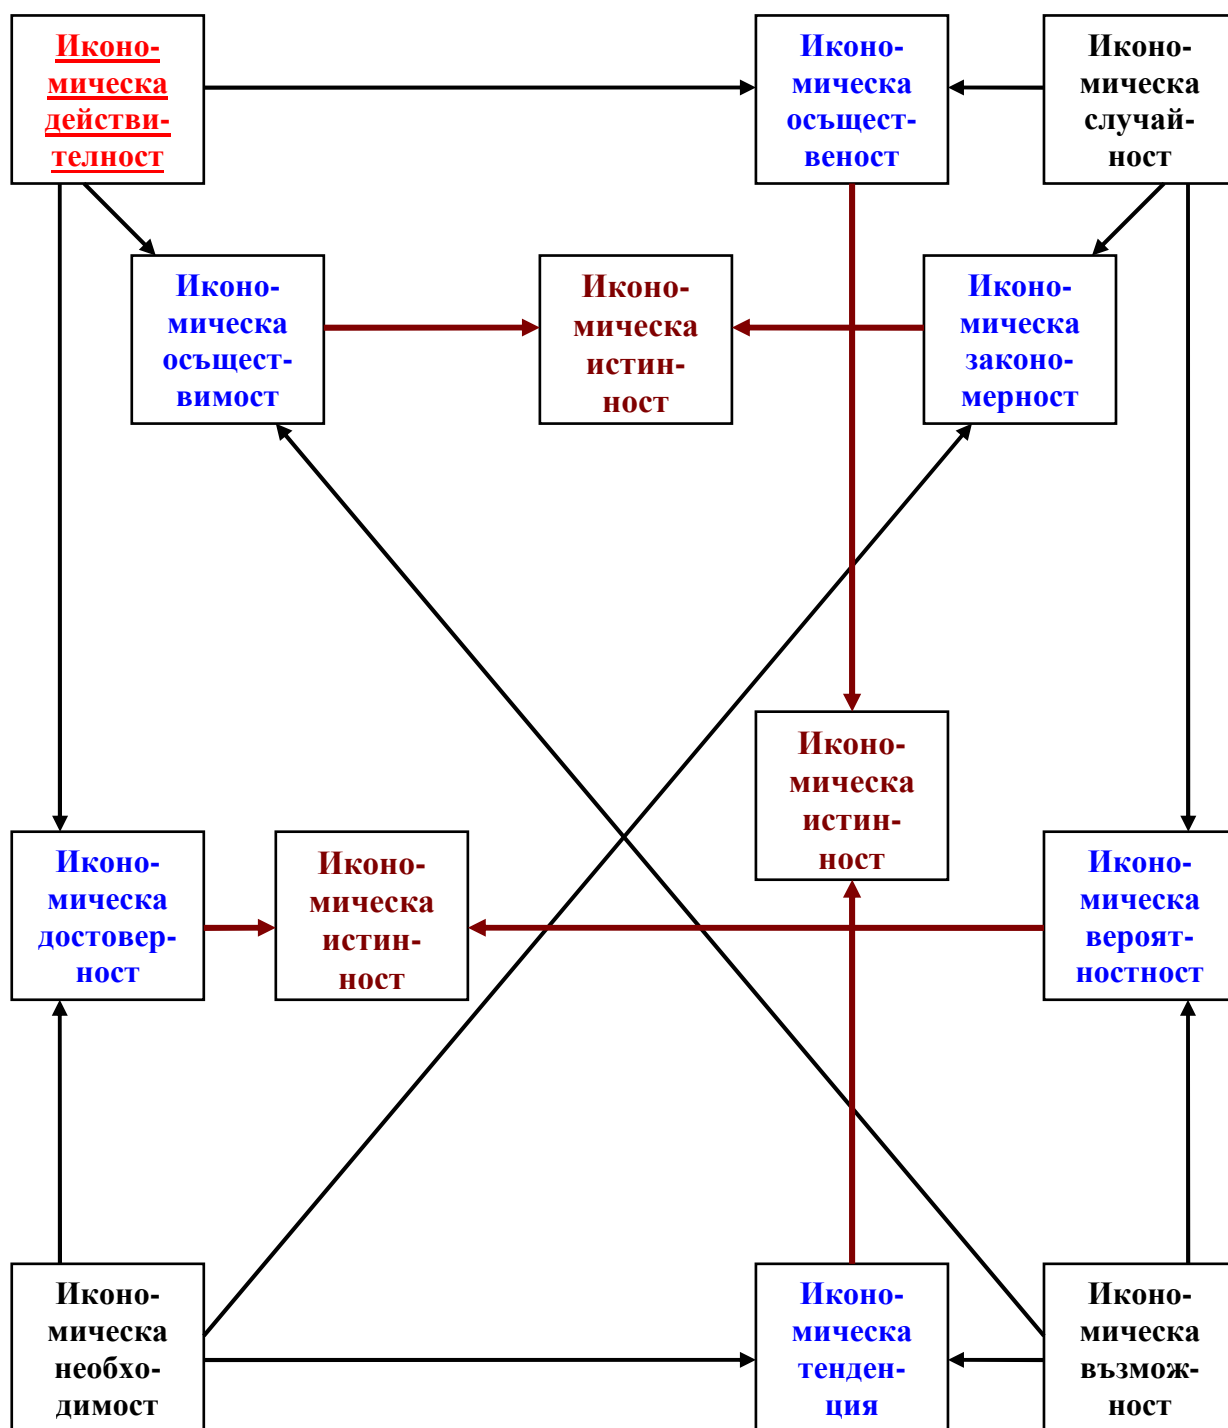 Иконо-
мическа
действи-
телност
Иконо-
мическа
осъщест-
веност
Иконо-
мическа
случай-
ност
Иконо-
мическа
осъщест-
вимост
Иконо-
мическа
истин-
ност
Иконо-
мическа
законо-
мерност
Иконо-
мическа
истин-
ност
Иконо-
мическа
достовер-
ност
Иконо-
мическа
истин-
ност
Иконо-
мическа
вероят-
ностност
Иконо-
мическа
необхо-
димост
Иконо-
мическа
тенден-
ция
Иконо-
мическа
възмож-
ност